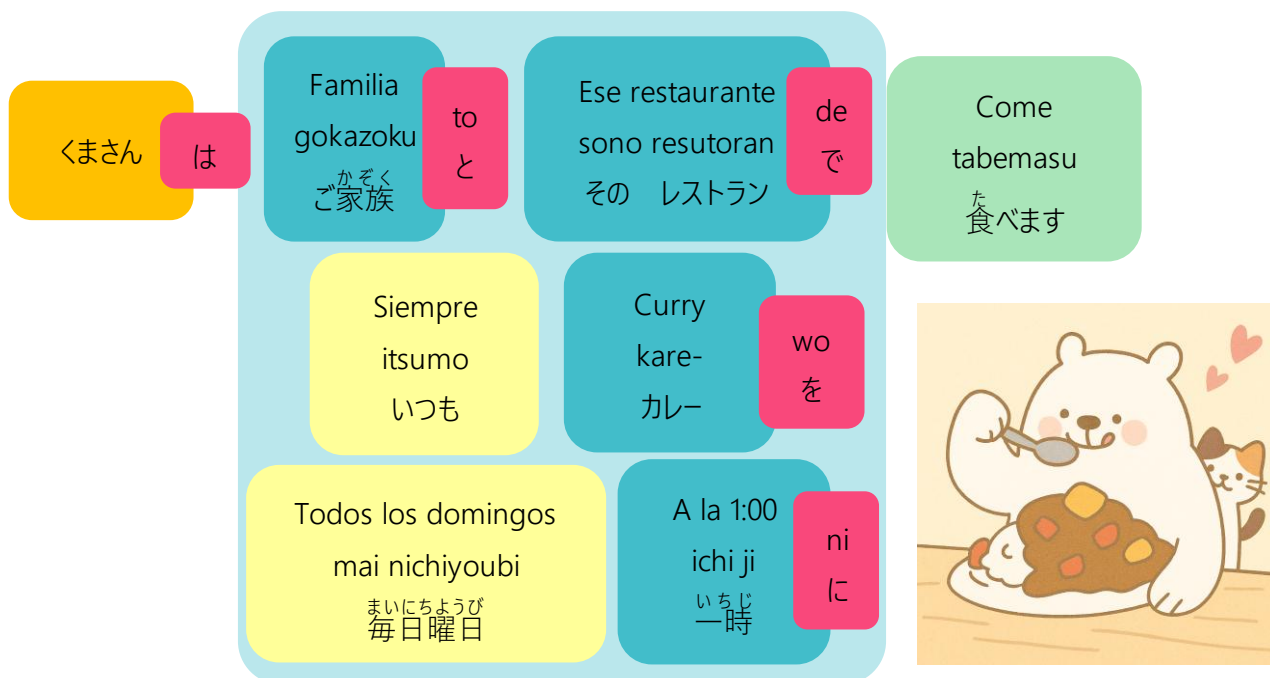 くまさん
は
Familia
gokazoku
かぞく
ご家族
to
と
Ese restaurante
sono resutoran
その レストラン
de
で
Come
tabemasu
た
食べます
Siempre
itsumo
いつも
Curry
kare-
カレー
wo
を
Todos los domingos
mai nichiyoubi
まいにちようび
毎日曜日
A la 1:00
ichi ji
いちじ
一時
ni
に